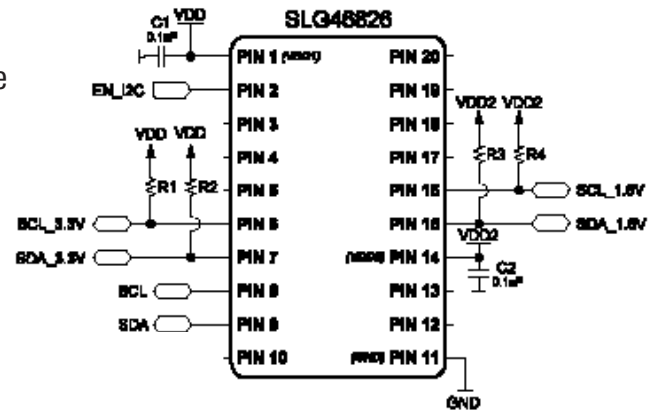 SLG46826
e
C1
VDD
0.1uF
PIN 1
PIN 20
EN_I2C
PIN 2
PIN 19
VDD2
VDD2
PIN 3
PIN 18
VDD
VDD
PIN 4
PIN 17
R3
R4
R1
R2
PIN 5
PIN 15
SCL_1.8V
SCL_3.3V
PIN 6
PIN 16
SDA_1.8V
VDD2
SDA_3.3V
PIN 7
PIN 14
C2
0.1uF
SCL
PIN 8
PIN 13
SDA
PIN 9
PIN 12
PIN 10
PIN 11
GND